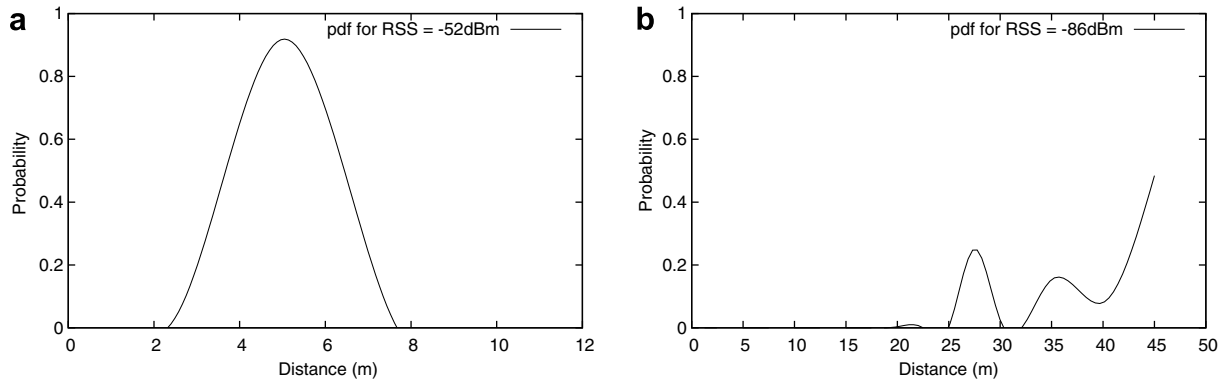 a
pdf for RSS = -52dBm
1
0.8
0.6
0.4
0.2
0
Probability
0 2 4 6 8 10 12
Distance (m)
b
pdf for RSS = -86dBm
1
0.8
0.6
0.4
0.2
0
Probability
0 5 10 15 20 25 30 35 40 45 50
Distance (m)